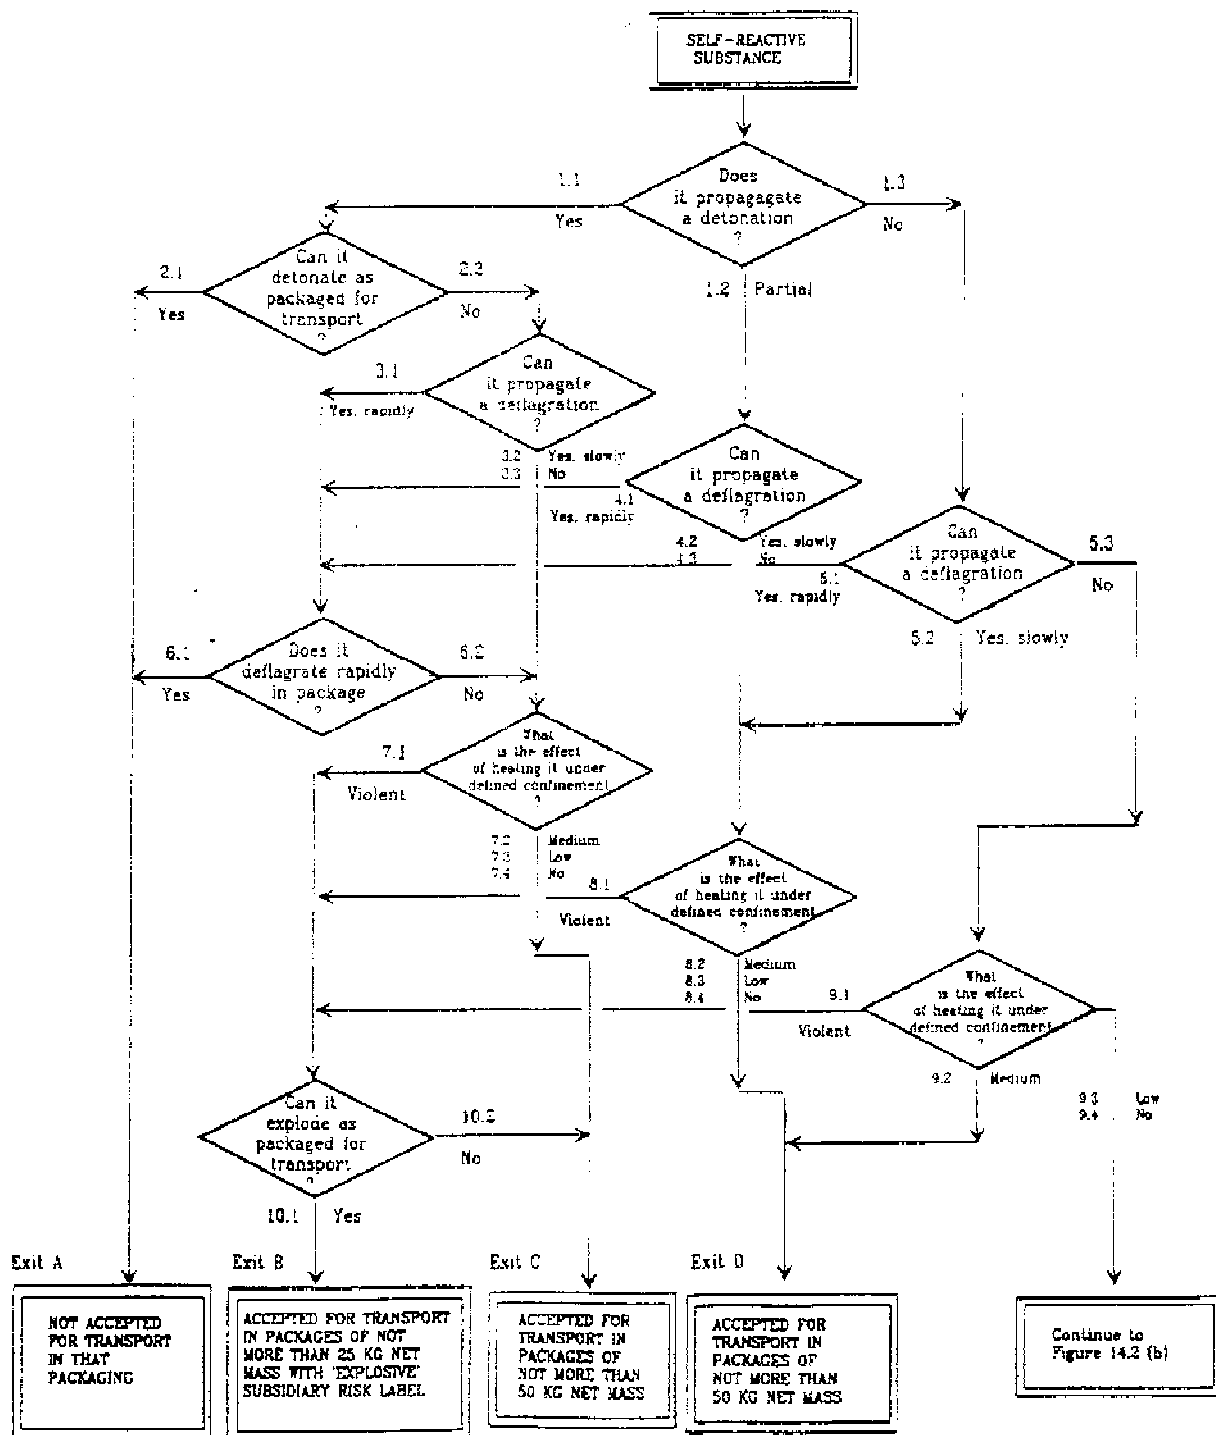 SELF-REACTIVE
SUBSTANCE
Does
it propagagate
a detonation
?
1.1
Yes
1.3
No
1.2 Partial
Can it
detonate as
packaged for
transport
?
2.1
Yes
2.2
No
Can
it propagate
a deflagration
?
3.1
Yes, rapidly
3.2 Yes, slowly
3.3 No
Can
it propagate
a deflagration
?
4.1
Yes, rapidly
4.2 Yes, slowly
4.3 No
Can
it propagate
a deflagration
?
5.1
Yes, rapidly
5.3
No
5.2 Yes, slowly
Does it
deflagrate rapidly
in package
?
6.1
Yes
6.2
No
What
is the effect
of heating it under
defined confinement
?
7.1
Violent
7.2 Medium
7.3 Low
7.4 No
What
is the effect
of heating it under
defined confinement
?
8.1
Violent
8.2 Medium
8.3 Low
8.4 No
What
is the effect
of heating it under
defined confinement
?
9.1
Violent
9.2 Medium
9.3 Low
9.4 No
Can it
explode as
packaged for
transport
?
10.2
No
10.1 Yes
Exit A
NOT ACCEPTED
FOR TRANSPORT
IN THAT
PACKAGING
Exit B
ACCEPTED FOR TRANSPORT
IN PACKAGES OF NOT
MORE THAN 25 KG NET
MASS WITH 'EXPLOSIVE'
SUBSIDIARY RISK LABEL
Exit C
ACCEPTED FOR
TRANSPORT IN
PACKAGES OF
NOT MORE THAN
50 KG NET MASS
Exit D
ACCEPTED FOR
TRANSPORT IN
PACKAGES OF
NOT MORE THAN
50 KG NET MASS
Continue to
Figure 14.2 (b)